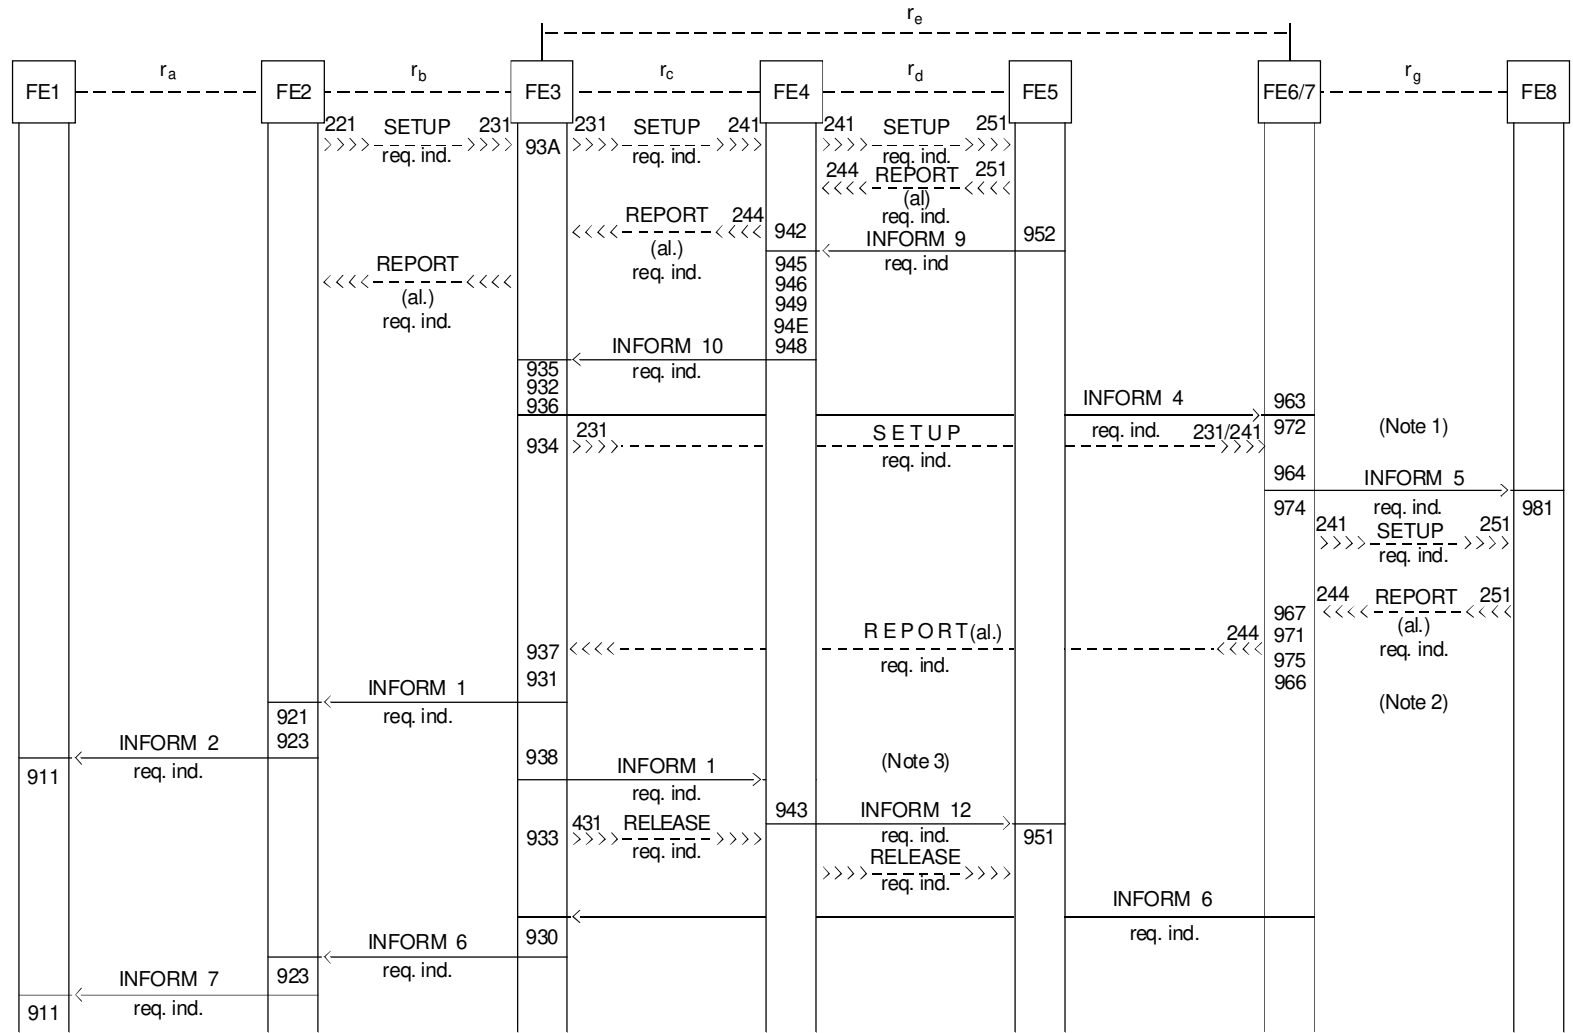 re
FE1 ra FE2 rb FE3 rc FE4 rd FE5 FE6/7 rg FE8
221 SETUP 231 231 SETUP 241 241 SETUP 251
req. ind. 93A req. ind. req. ind.
244 REPORT 251
(al)
req. ind.
REPORT 244 942 952
(al.) INFORM 9
req. ind. req. ind
REPORT 945
(al.) 946
req. ind. 949
94E
INFORM 10 948
935 req. ind.
932
936 INFORM 4 963
231 SETUP req. ind. 231/241 972 (Note 1)
934 req. ind.
964 INFORM 5
974 req. ind. 981
241 SETUP 251
req. ind.
244 REPORT 251
967 (al.)
937 REPORT(al.) 244 971 req. ind.
req. ind. 975
931 966
INFORM 1 (Note 2)
req. ind.
921
INFORM 2 923
req. ind. 938 (Note 3)
911 INFORM 1
req. ind.
943 INFORM 12
933 431 RELEASE req. ind. 951
req. ind. RELEASE
req. ind.
INFORM 6
930 req. ind.
INFORM 6
req. ind.
INFORM 7 923
req. ind.
911